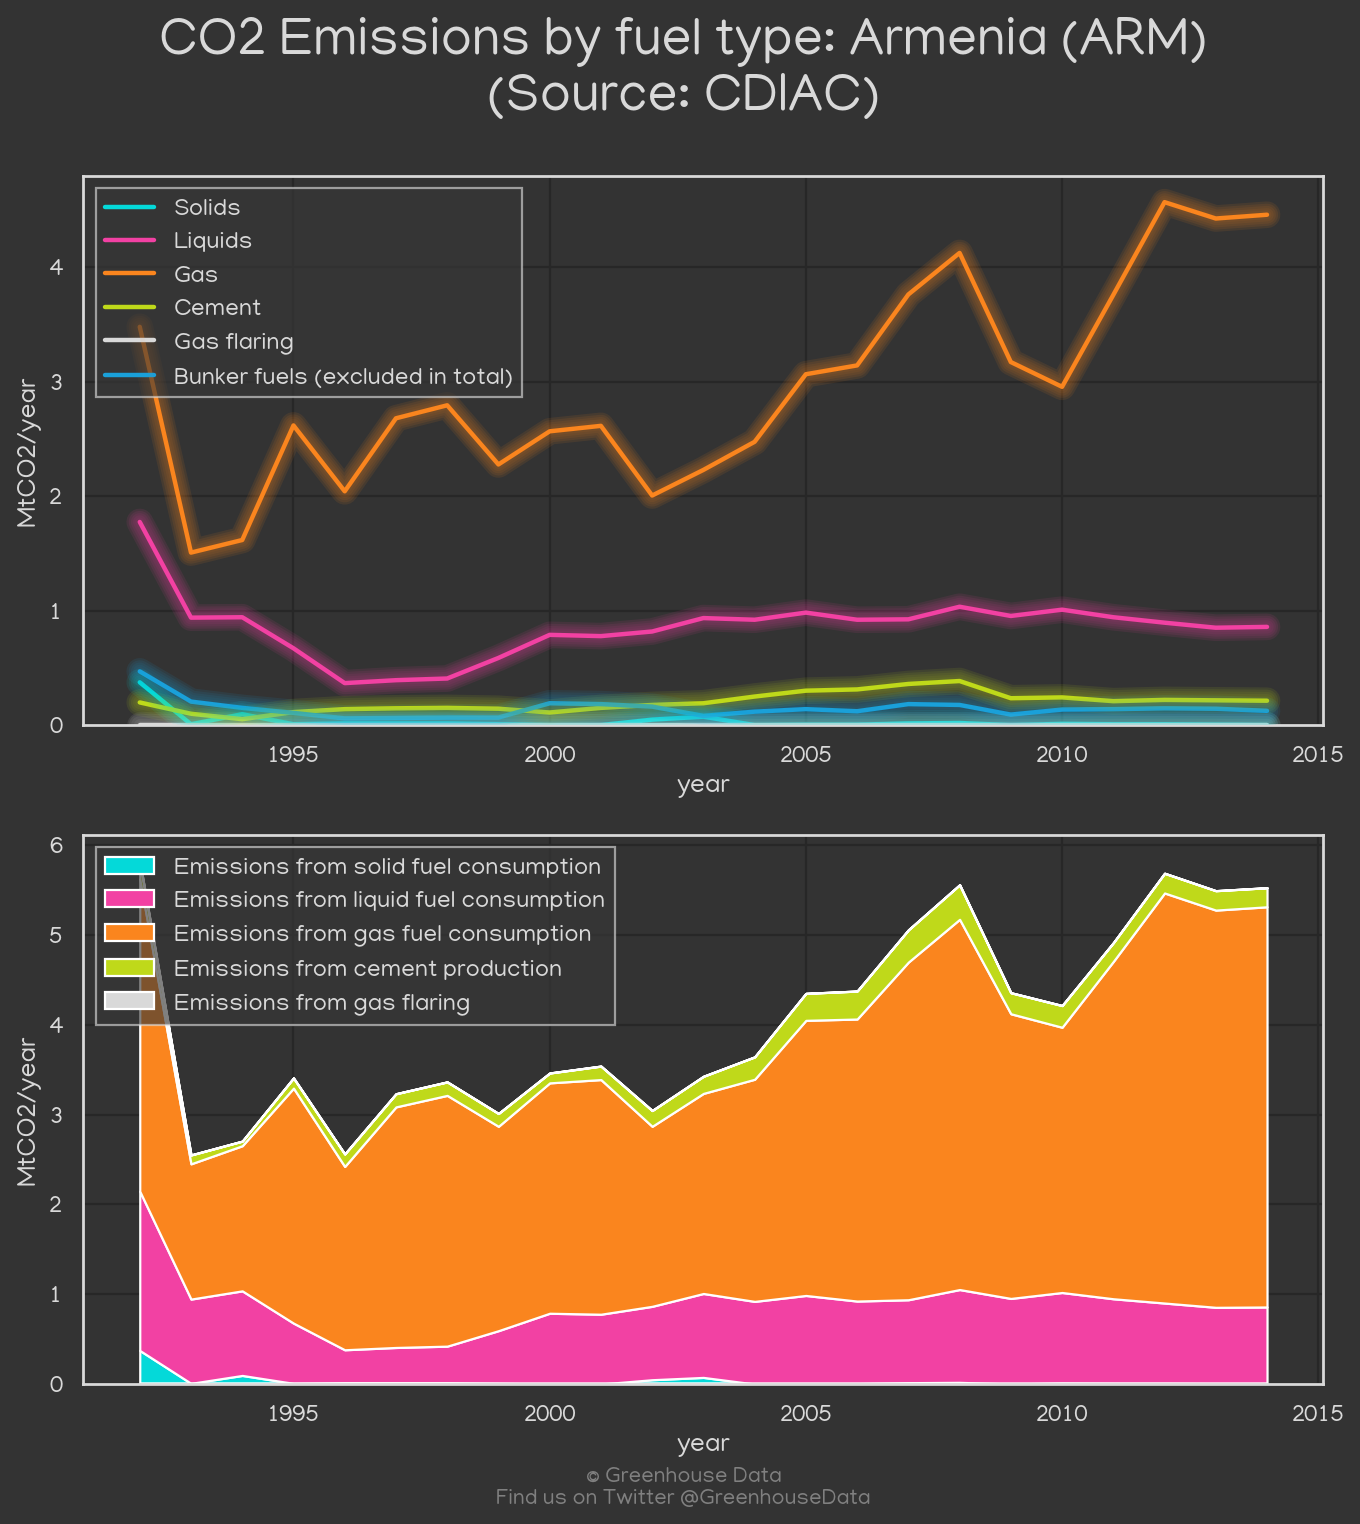 CO2 Emissions by fuel type: Armenia (ARM)
(Source: CDIAC)
Solids
Liquids
Gas
Cement
Gas flaring
Bunker fuels (excluded in total)
4
3
2
1
0
MtCO2/year
1995
2000
2005
2010
2015
year
6
5
4
3
2
1
0
MtCO2/year
Emissions from solid fuel consumption
Emissions from liquid fuel consumption
Emissions from gas fuel consumption
Emissions from cement production
Emissions from gas flaring
1995
2000
2005
2010
2015
year
© Greenhouse Data
Find us on Twitter @GreenhouseData